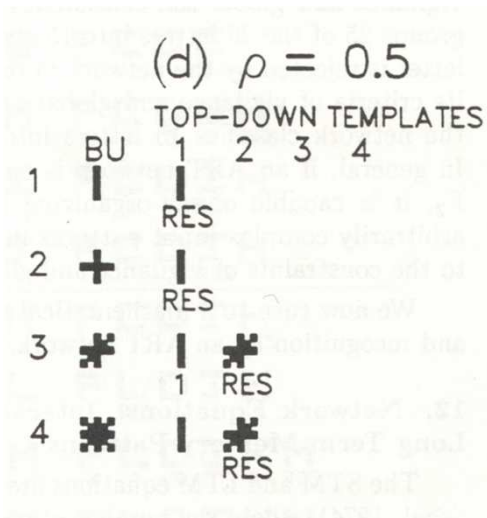 (d) ρ = 0.5
TOP-DOWN TEMPLATES
BU 1 2 3 4
1
RES
2
RES
3
1 RES
4
RES